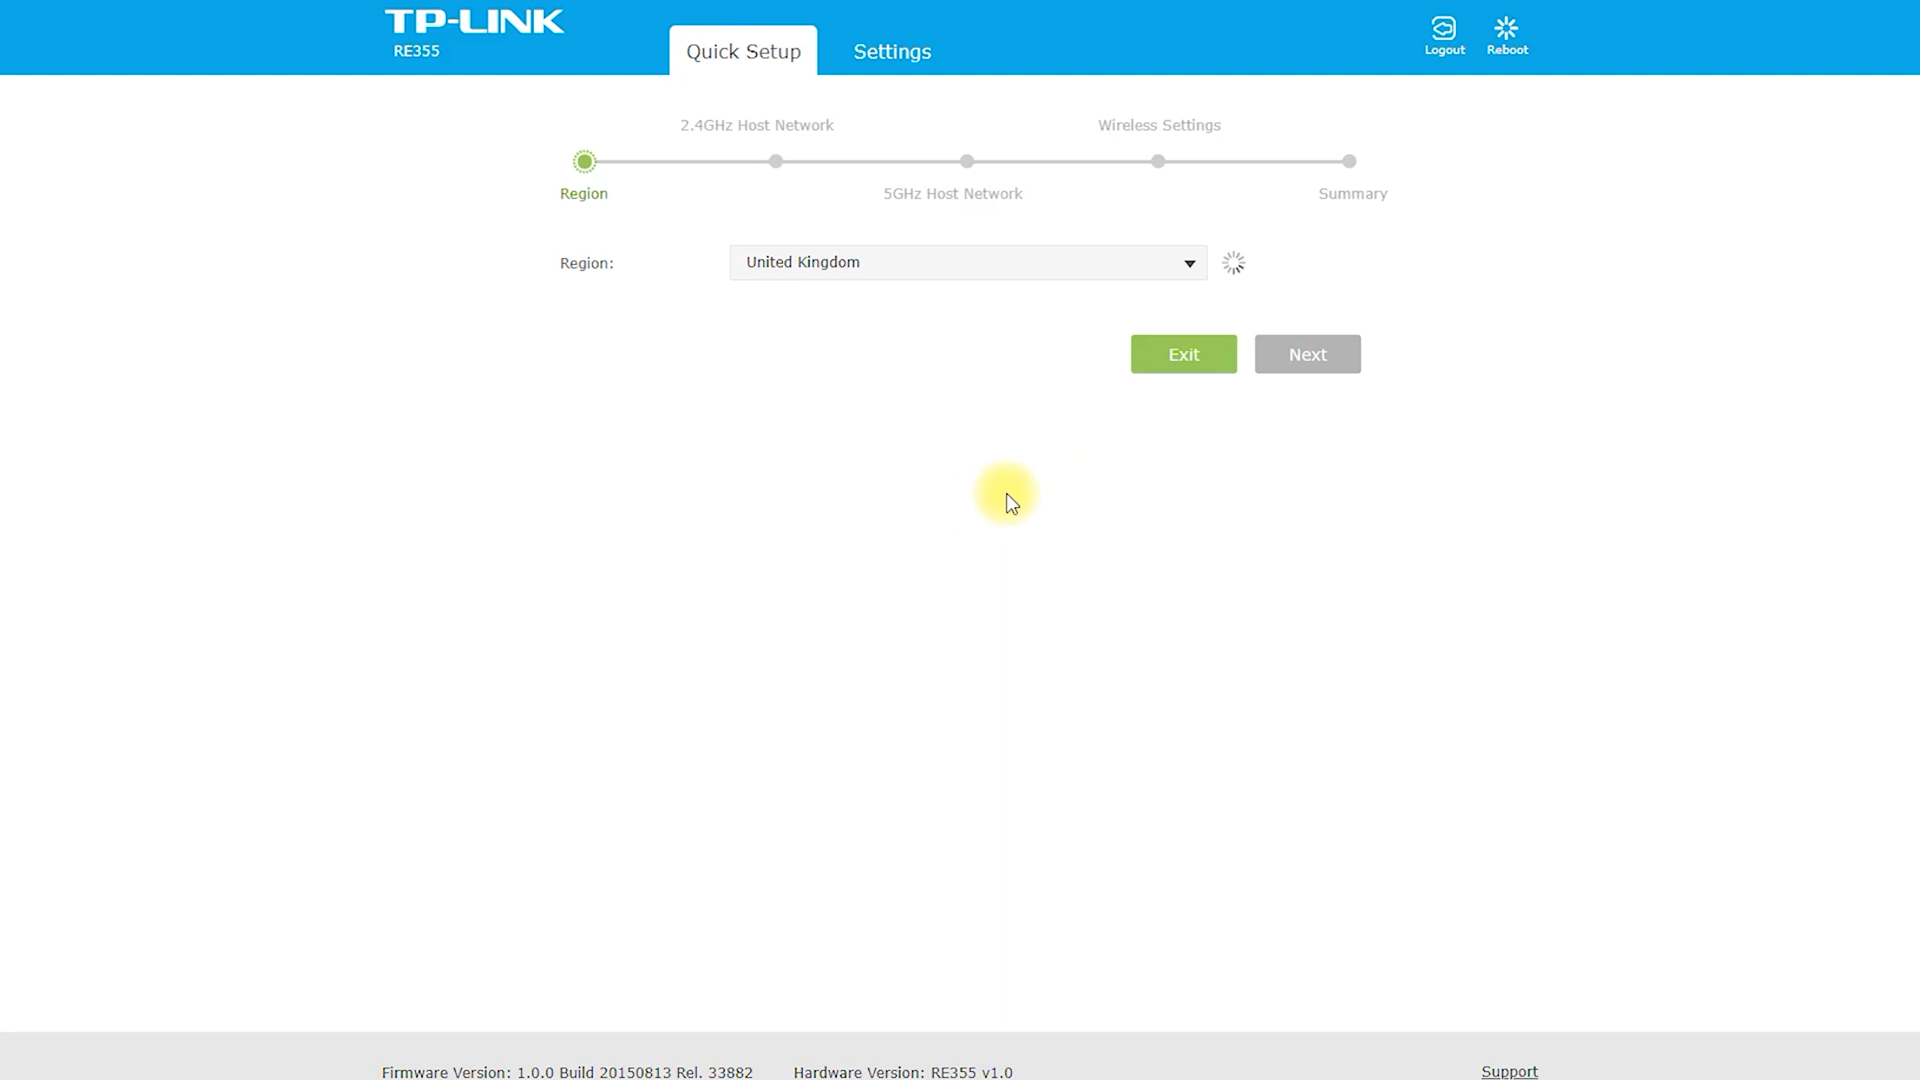 TP-LINK
RE355
Quick Setup
Settings
Logout
Reboot
2.4GHz Host Network
Wireless Settings
Region
5GHz Host Network
Summary
Region:
United Kingdom
Exit
Next
Firmware Version: 1.0.0 Build 20150813 Rel. 33882
Hardware Version: RE355 v1.0
Support